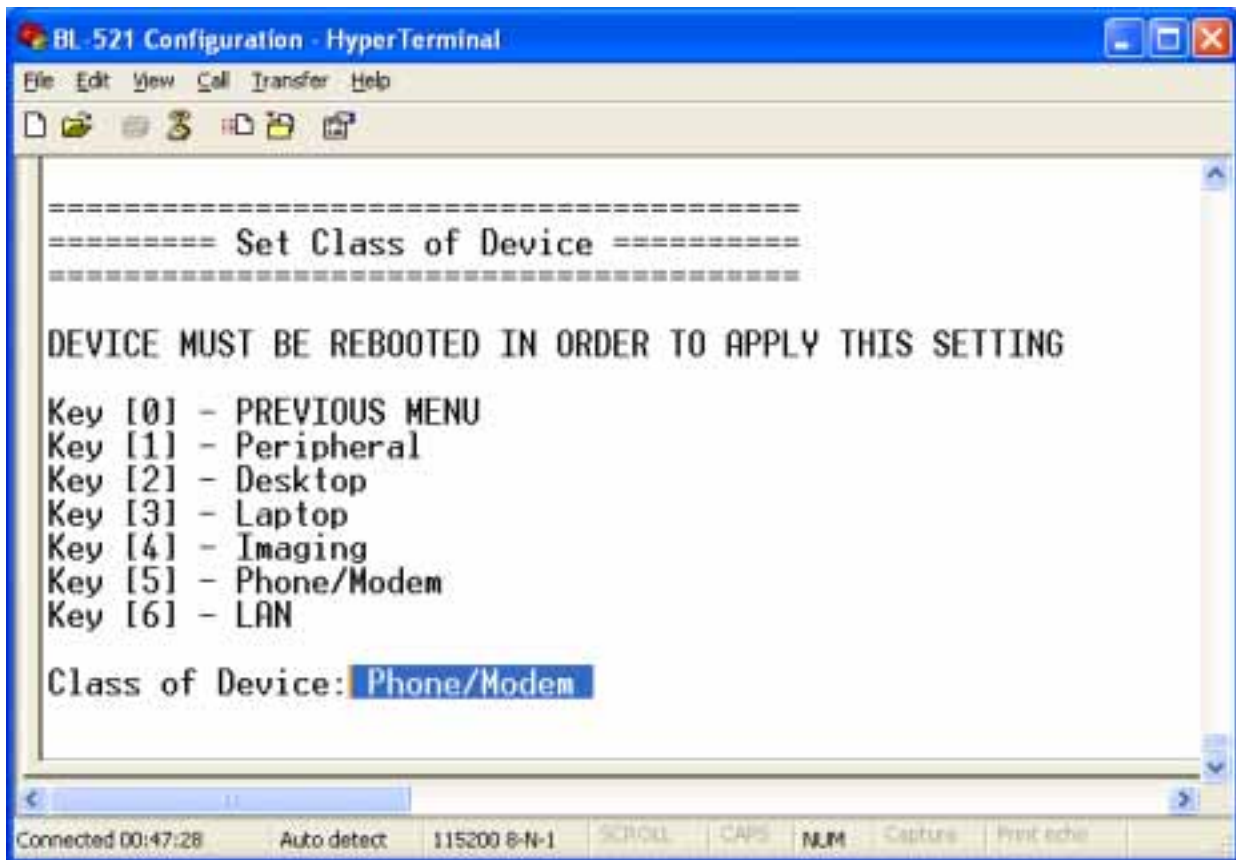 BL-521 Configuration - HyperTerminal
File Edit View Call Transfer Help
========================================
========= Set Class of Device ==========
========================================
DEVICE MUST BE REBOOTED IN ORDER TO APPLY THIS SETTING
Key [0] - PREVIOUS MENU
Key [1] - Peripheral
Key [2] - Desktop
Key [3] - Laptop
Key [4] - Imaging
Key [5] - Phone/Modem
Key [6] - LAN
Class of Device: Phone/Modem
Connected 00:47:28 Auto detect 115200 8-N-1 SCROLL CAPS NUM Capture Print echo